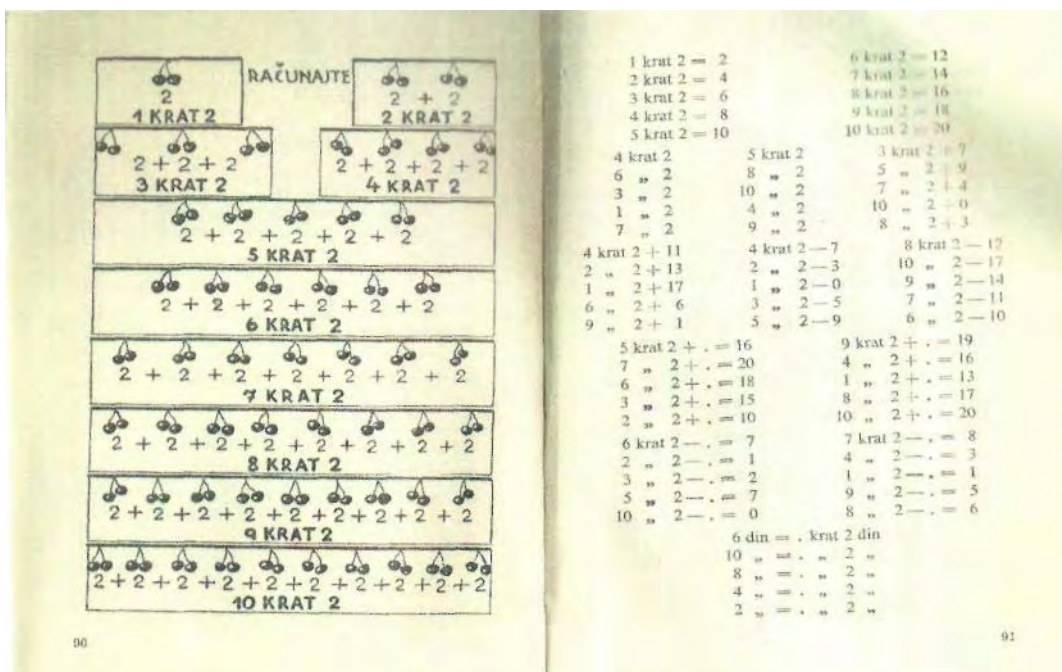 RAČUNAJTE
2
1 KRAT 2
2 + 2
2 KRAT 2
2 + 2 + 2
3 KRAT 2
2 + 2 + 2 + 2
4 KRAT 2
2 + 2 + 2 + 2 + 2
5 KRAT 2
2 + 2 + 2 + 2 + 2 + 2
6 KRAT 2
2 + 2 + 2 + 2 + 2 + 2 + 2
7 KRAT 2
2 + 2 + 2 + 2 + 2 + 2 + 2 + 2
8 KRAT 2
2 + 2 + 2 + 2 + 2 + 2 + 2 + 2 + 2
9 KRAT 2
2 + 2 + 2 + 2 + 2 + 2 + 2 + 2 + 2 + 2
10 KRAT 2
90
1 krat 2 = 2
2 krat 2 = 4
3 krat 2 = 6
4 krat 2 = 8
5 krat 2 = 10
6 krat 2 = 12
7 krat 2 = 14
8 krat 2 = 16
9 krat 2 = 18
10 krat 2 = 20
4 krat 2
6 „ 2
3 „ 2
1 „ 2
7 „ 2
5 krat 2
8 „ 2
10 „ 2
4 „ 2
9 „ 2
3 krat 2 + 7
5 „ 2 + 9
7 „ 2 + 4
10 „ 2 + 0
8 „ 2 + 3
4 krat 2 + 11
2 „ 2 + 13
1 „ 2 + 17
6 „ 2 + 6
9 „ 2 + 1
4 krat 2 — 7
2 „ 2 — 3
1 „ 2 — 0
3 „ 2 — 5
5 „ 2 — 9
8 krat 2 — 12
10 „ 2 — 17
9 „ 2 — 14
7 „ 2 — 11
6 „ 2 — 10
5 krat 2 + . = 16
7 „ 2 + . = 20
6 „ 2 + . = 18
3 „ 2 + . = 15
2 „ 2 + . = 10
9 krat 2 + . = 19
4 „ 2 + . = 16
1 „ 2 + . = 13
8 „ 2 + . = 17
10 „ 2 + . = 20
6 krat 2 — . = 7
2 „ 2 — . = 1
3 „ 2 — . = 2
5 „ 2 — . = 7
10 „ 2 — . = 0
7 krat 2 — . = 8
4 „ 2 — . = 3
1 „ 2 — . = 1
9 „ 2 — . = 5
8 „ 2 — . = 6
6 din = . krat 2 din
10 „ = . „ 2 „
8 „ = . „ 2 „
4 „ = . „ 2 „
2 „ = . „ 2 „
91